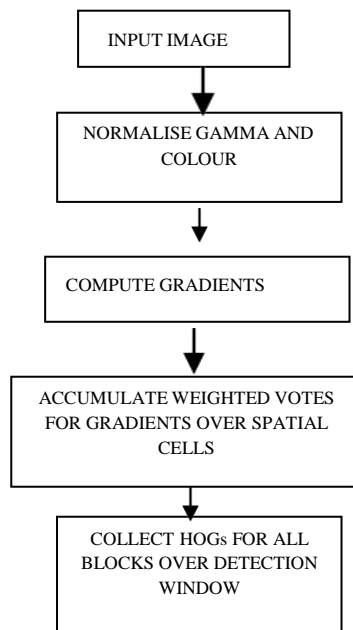 INPUT IMAGE
NORMALISE GAMMA AND
COLOUR
COMPUTE GRADIENTS
ACCUMULATE WEIGHTED VOTES
FOR GRADIENTS OVER SPATIAL
CELLS
COLLECT HOGs FOR ALL
BLOCKS OVER DETECTION
WINDOW